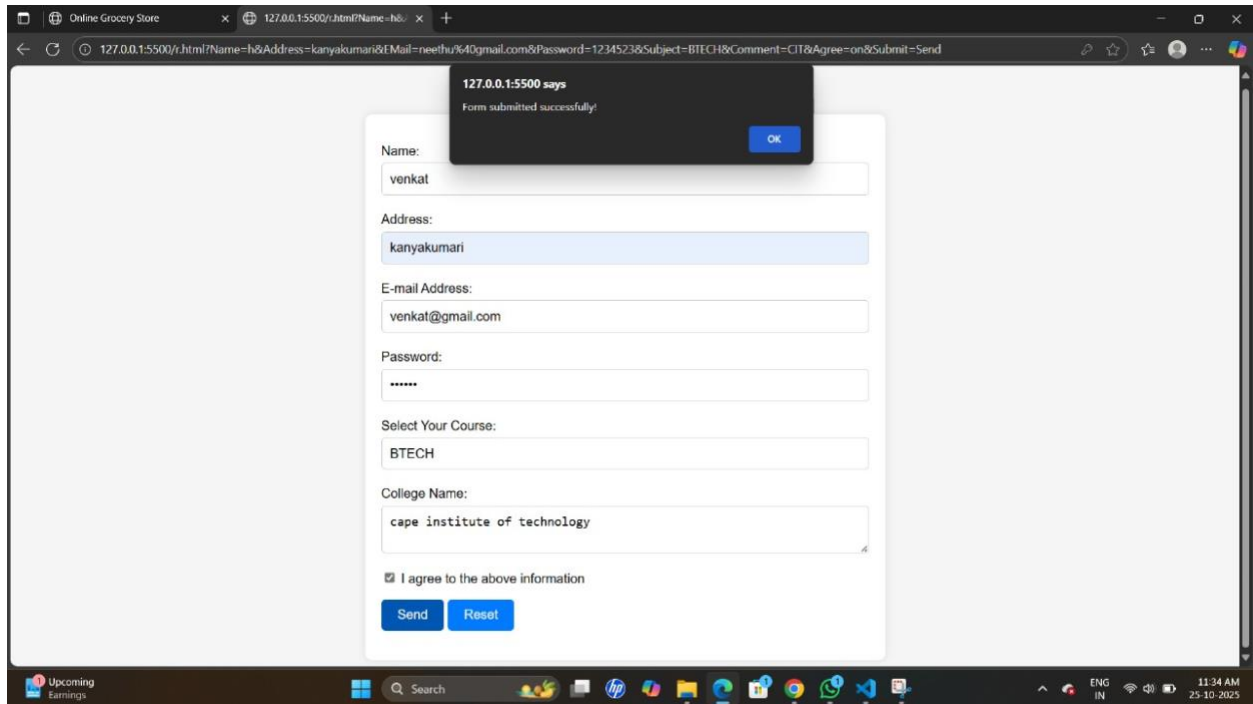 Online Grocery Store
127.0.0.1:5500/r.html?Name=h&
127.0.0.1:5500/r.html?Name=h&Address=kanyakumari&EMail=neethu%40gmail.com&Password=1234523&Subject=BTECH&Comment=CIT&Agree=on&Submit=Send
127.0.0.1:5500 says
Form submitted successfully!
OK
Name:
venkat
Address:
kanyakumari
E-mail Address:
venkat@gmail.com
Password:
••••••
Select Your Course:
BTECH
College Name:
cape institute of technology
I agree to the above information
Send Reset
1
Upcoming
Earnings
Search
hp
ENG
IN
11:34 AM
25-10-2025